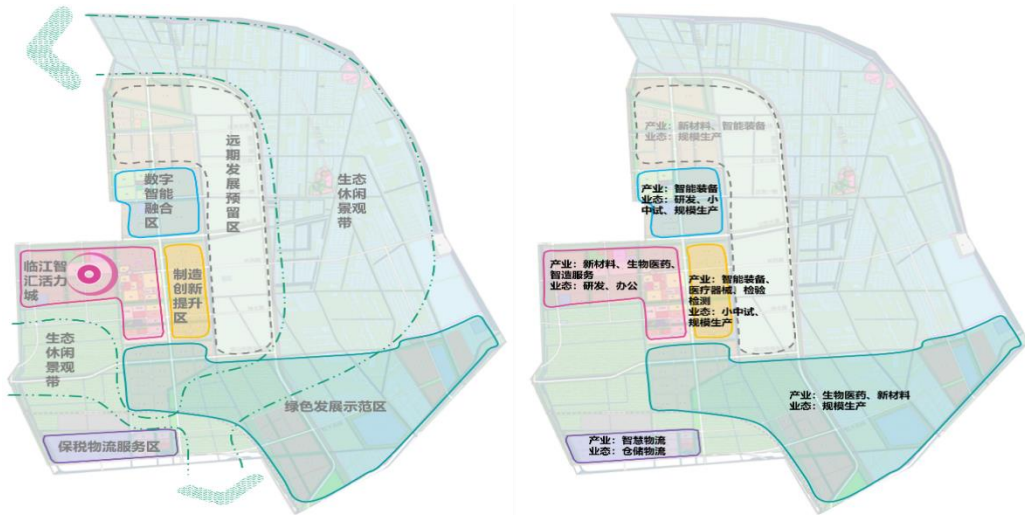 远期发展预留区
数字
智能
融合
区
生态
休闲
景观
带
临江智
汇活力
城
制造
创新
提升
区
生态
休闲
景观
带
绿色发展示范区
保税物流服务区
产业：新材料、智能装备
业态：规模生产
产业：智能装备
业态：研发、小
中试、规模生产
产业：新材料、生物医药、
智造服务
业态：研发、办公
产业：智能装备、
医疗器械、检验
检测
业态：小中试、
规模生产
产业：生物医药、新材料
业态：规模生产
产业：智慧物流
业态：仓储物流